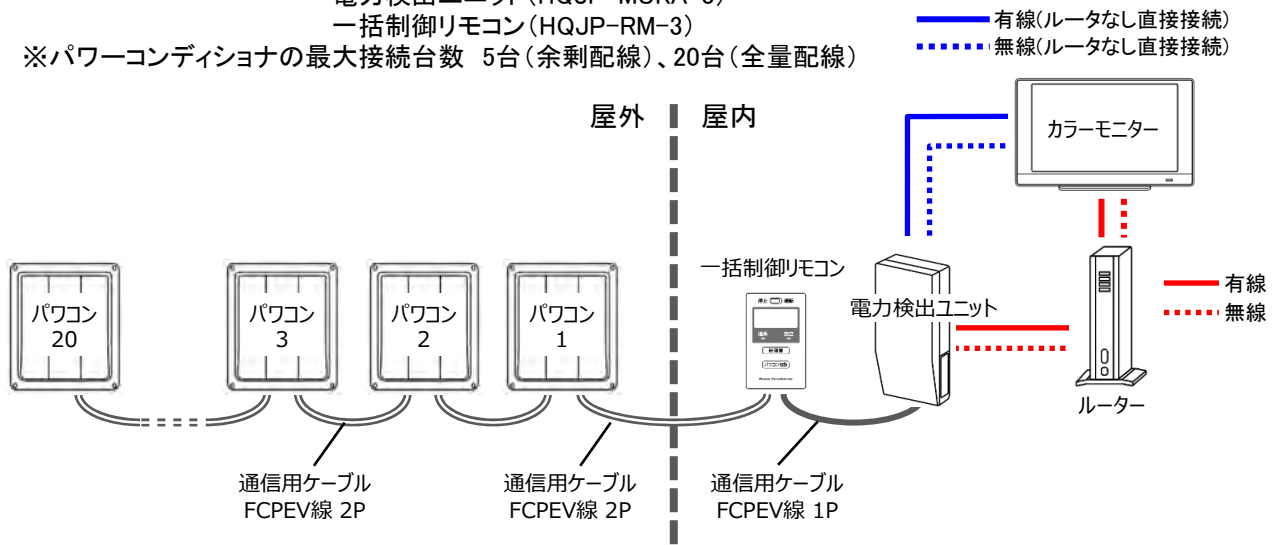 一括制御リモコン(HQJP-RM-3)
※パワーコンディショナの最大接続台数 5台(余剰配線)、20台(全量配線)
有線(ルータなし直接接続)
無線(ルータなし直接接続)
屋外
屋内
カラーモニター
パワコン
20
パワコン
3
パワコン
2
パワコン
1
一括制御リモコン
電力検出ユニット
ルーター
有線
無線
通信用ケーブル
FCPEV線 2P
通信用ケーブル
FCPEV線 2P
通信用ケーブル
FCPEV線 1P